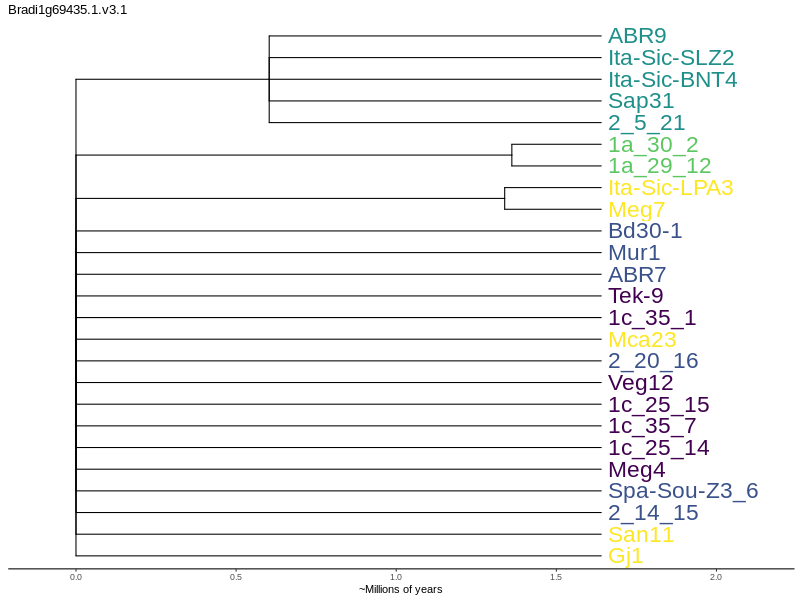 Bradi1g69435.1.v3.1
ABR9
Ita-Sic-SLZ2
Ita-Sic-BNT4
Sap31
2_5_21
1a_30_2
1a_29_12
Ita-Sic-LPA3
Meg7
Bd30-1
Mur1
ABR7
Tek-9
1c_35_1
Mca23
2_20_16
Veg12
1c_25_15
1c_35_7
1c_25_14
Meg4
Spa-Sou-Z3_6
2_14_15
San11
Gj1
0.0 0.5 1.0 1.5 2.0
~Millions of years